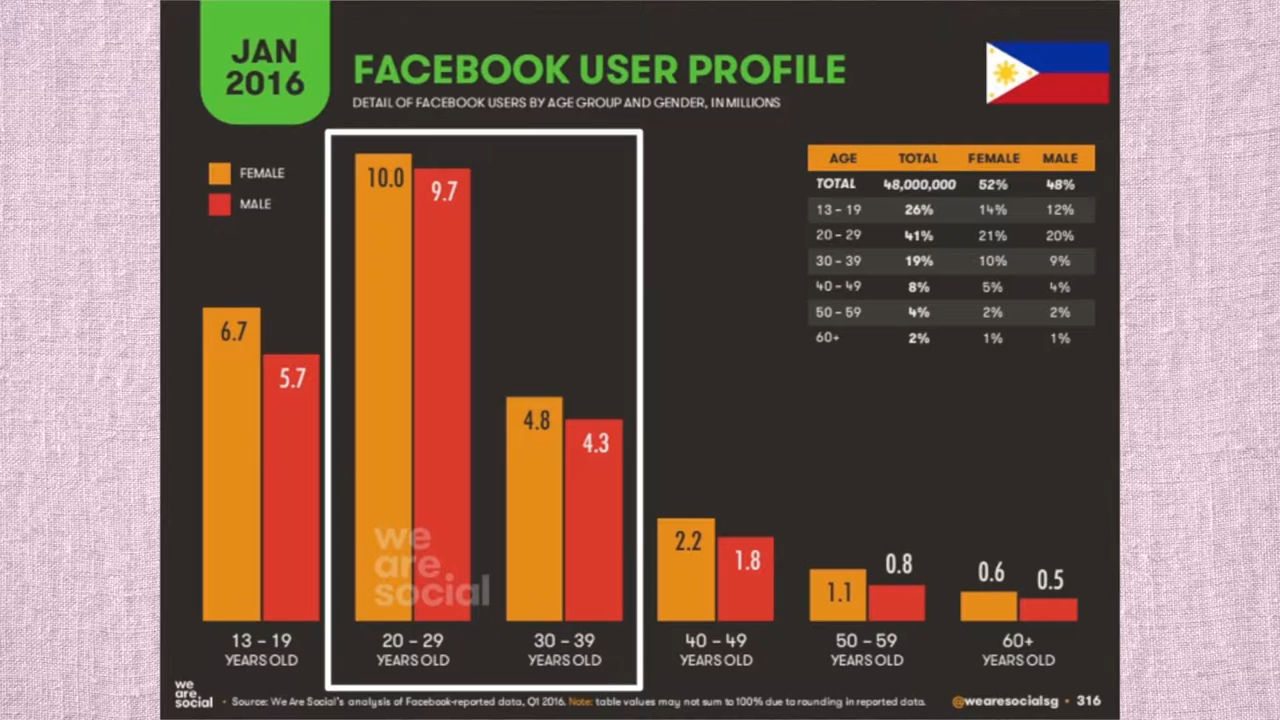 JAN
2016
FACEBOOK USER PROFILE
DETAIL OF FACEBOOK USERS BY AGE GROUP AND GENDER, IN MILLIONS
FEMALE
MALE
10.0
9.7
6.7
5.7
4.8
4.3
2.2
1.8
1.1
0.8
0.6
0.5
AGE TOTAL FEMALE MALE
TOTAL 48,000,000 52% 48%
13 – 19 26% 14% 12%
20 – 29 41% 21% 20%
30 – 39 19% 10% 9%
40 – 49 8% 5% 4%
50 – 59 4% 2% 2%
60+ 2% 1% 1%
we
are
social
13 – 19
YEARS OLD
20 – 29
YEARS OLD
30 – 39
YEARS OLD
40 – 49
YEARS OLD
50 – 59
YEARS OLD
60+
YEARS OLD
we
are
social
• Source: We Are Social's analysis of Facebook-reported data, Q1 2016. Note: table values may not sum to 100% due to rounding in reported data.
@wearesocialsg • 316